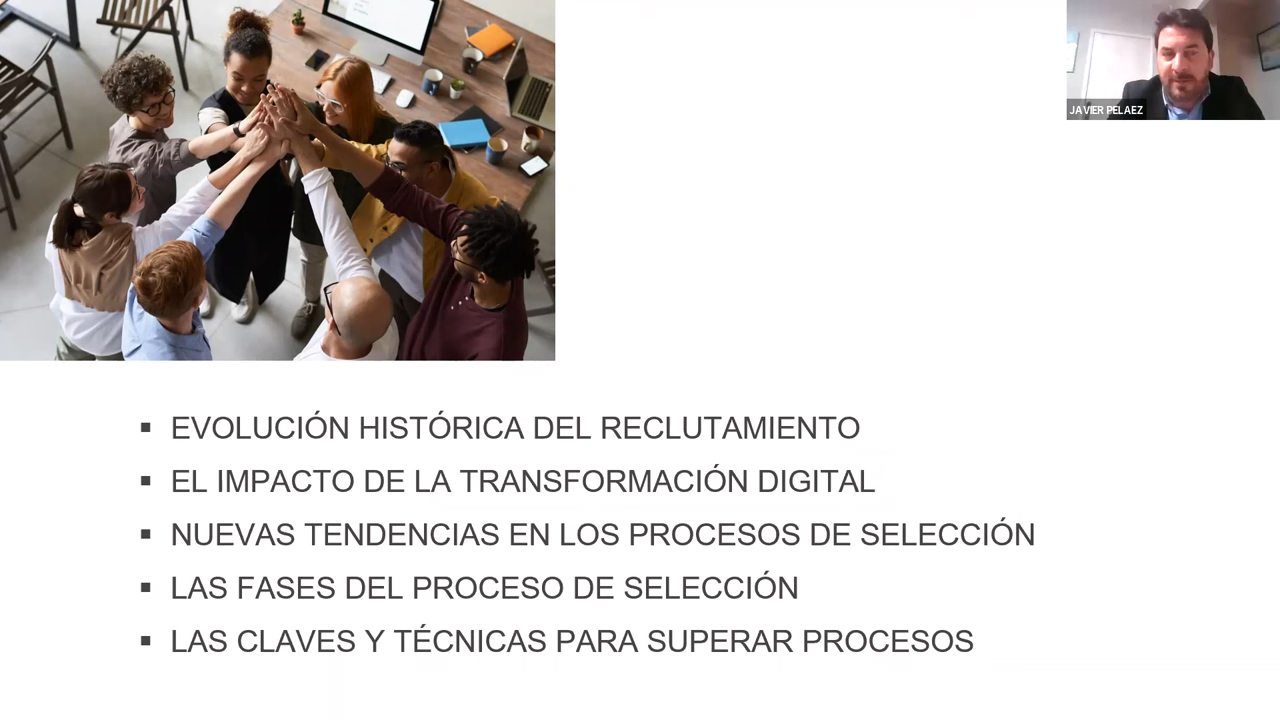 JAVIER PELAEZ
EVOLUCIÓN HISTÓRICA DEL RECLUTAMIENTO
EL IMPACTO DE LA TRANSFORMACIÓN DIGITAL
NUEVAS TENDENCIAS EN LOS PROCESOS DE SELECCIÓN
LAS FASES DEL PROCESO DE SELECCIÓN
LAS CLAVES Y TÉCNICAS PARA SUPERAR PROCESOS